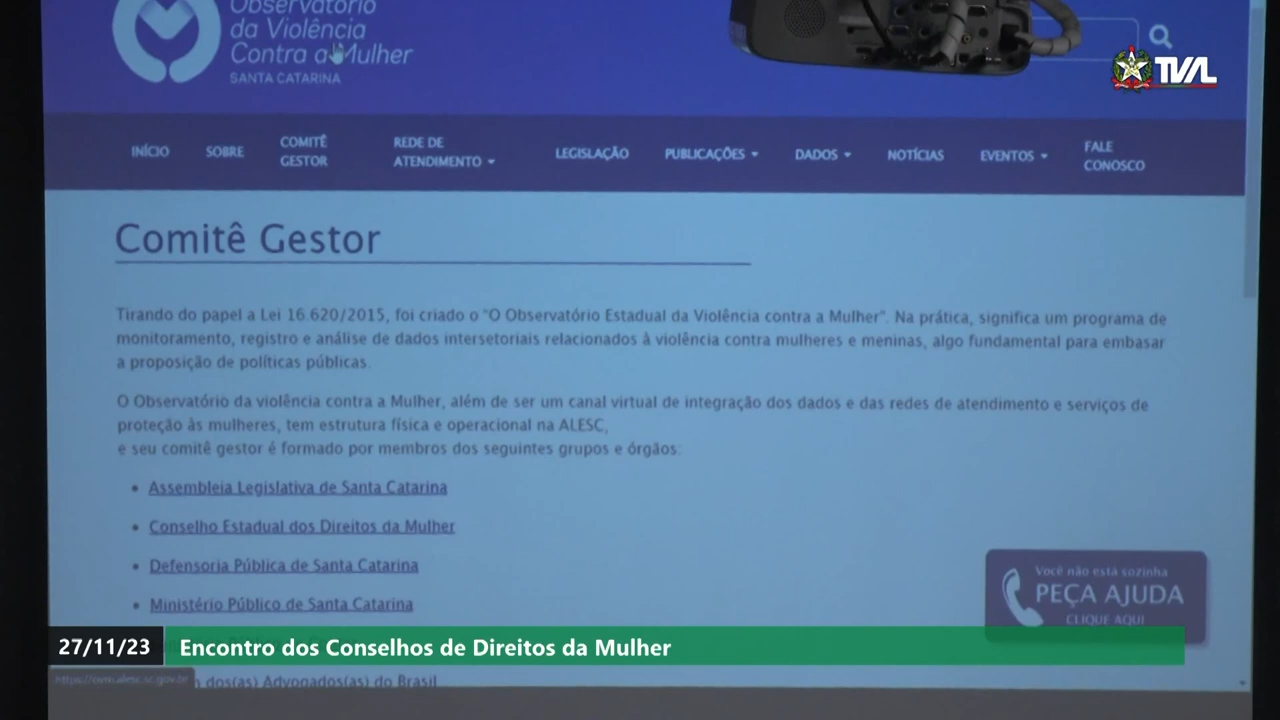 Observatório
da Violência
Contra a Mulher
SANTA CATARINA
TVAL
INÍCIO
SOBRE
COMITÊ
GESTOR
REDE DE
ATENDIMENTO
LEGISLAÇÃO
PUBLICAÇÕES
DADOS
NOTÍCIAS
EVENTOS
FALE
CONOSCO
Comitê Gestor
Tirando do papel a Lei 16.620/2015, foi criado o "O Observatório Estadual da Violência contra a Mulher". Na prática, significa um programa de
monitoramento, registro e análise de dados intersetoriais relacionados à violência contra mulheres e meninas, algo fundamental para embasar
a proposição de políticas públicas.
O Observatório da violência contra a Mulher, além de ser um canal virtual de integração dos dados e das redes de atendimento e serviços de
proteção às mulheres, tem estrutura física e operacional na ALESC,
e seu comitê gestor é formado por membros dos seguintes grupos e órgãos:
• Assembleia Legislativa de Santa Catarina
• Conselho Estadual dos Direitos da Mulher
• Defensoria Pública de Santa Catarina
• Ministério Público de Santa Catarina
Você não está sozinha
PEÇA AJUDA
CLIQUE AQUI
27/11/23 Encontro dos Conselhos de Direitos da Mulher
https://ovm.alesc.sc.gov.br
dos(as) Advogados(as) do Brasil